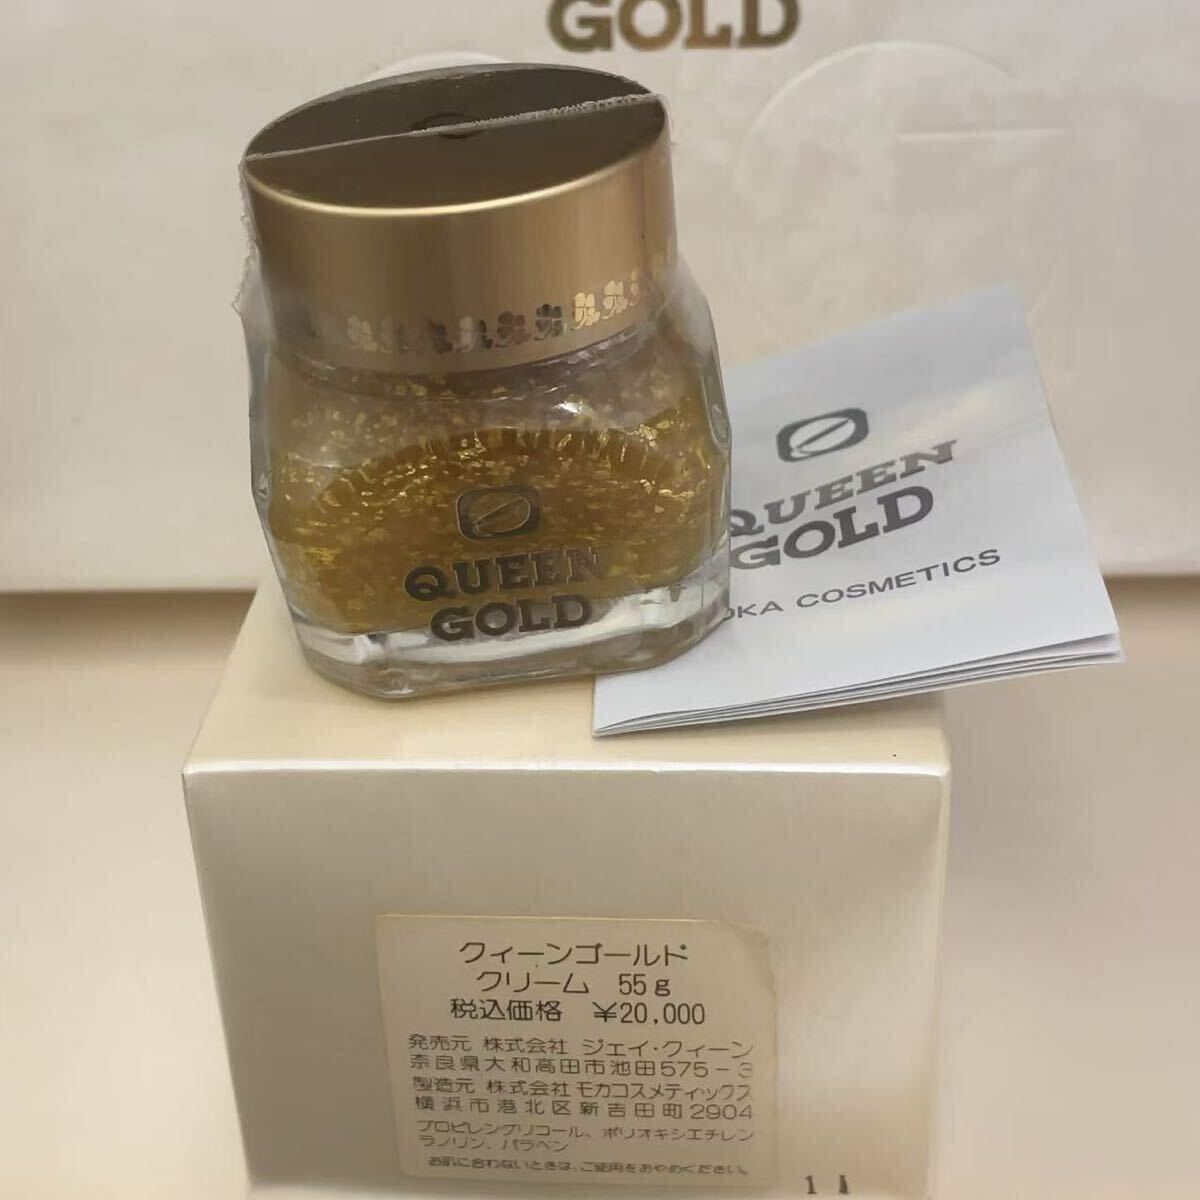 GOLD
QUEEN
GOLD
QUEEN
GOLD
OKA COSMETICS
クィーンゴールド
クリーム 55g
税込価格 ¥20,000
発売元 株式会社 ジェイ・クィーン
奈良県大和高田市池田575-3
製造元 株式会社モカコスメティックス
横浜市港北区新吉田町2904
プロピレングリコール、ポリオキシエチレン
ラノリン、パラベン
お肌に合わないときは、ご使用をおやめください。